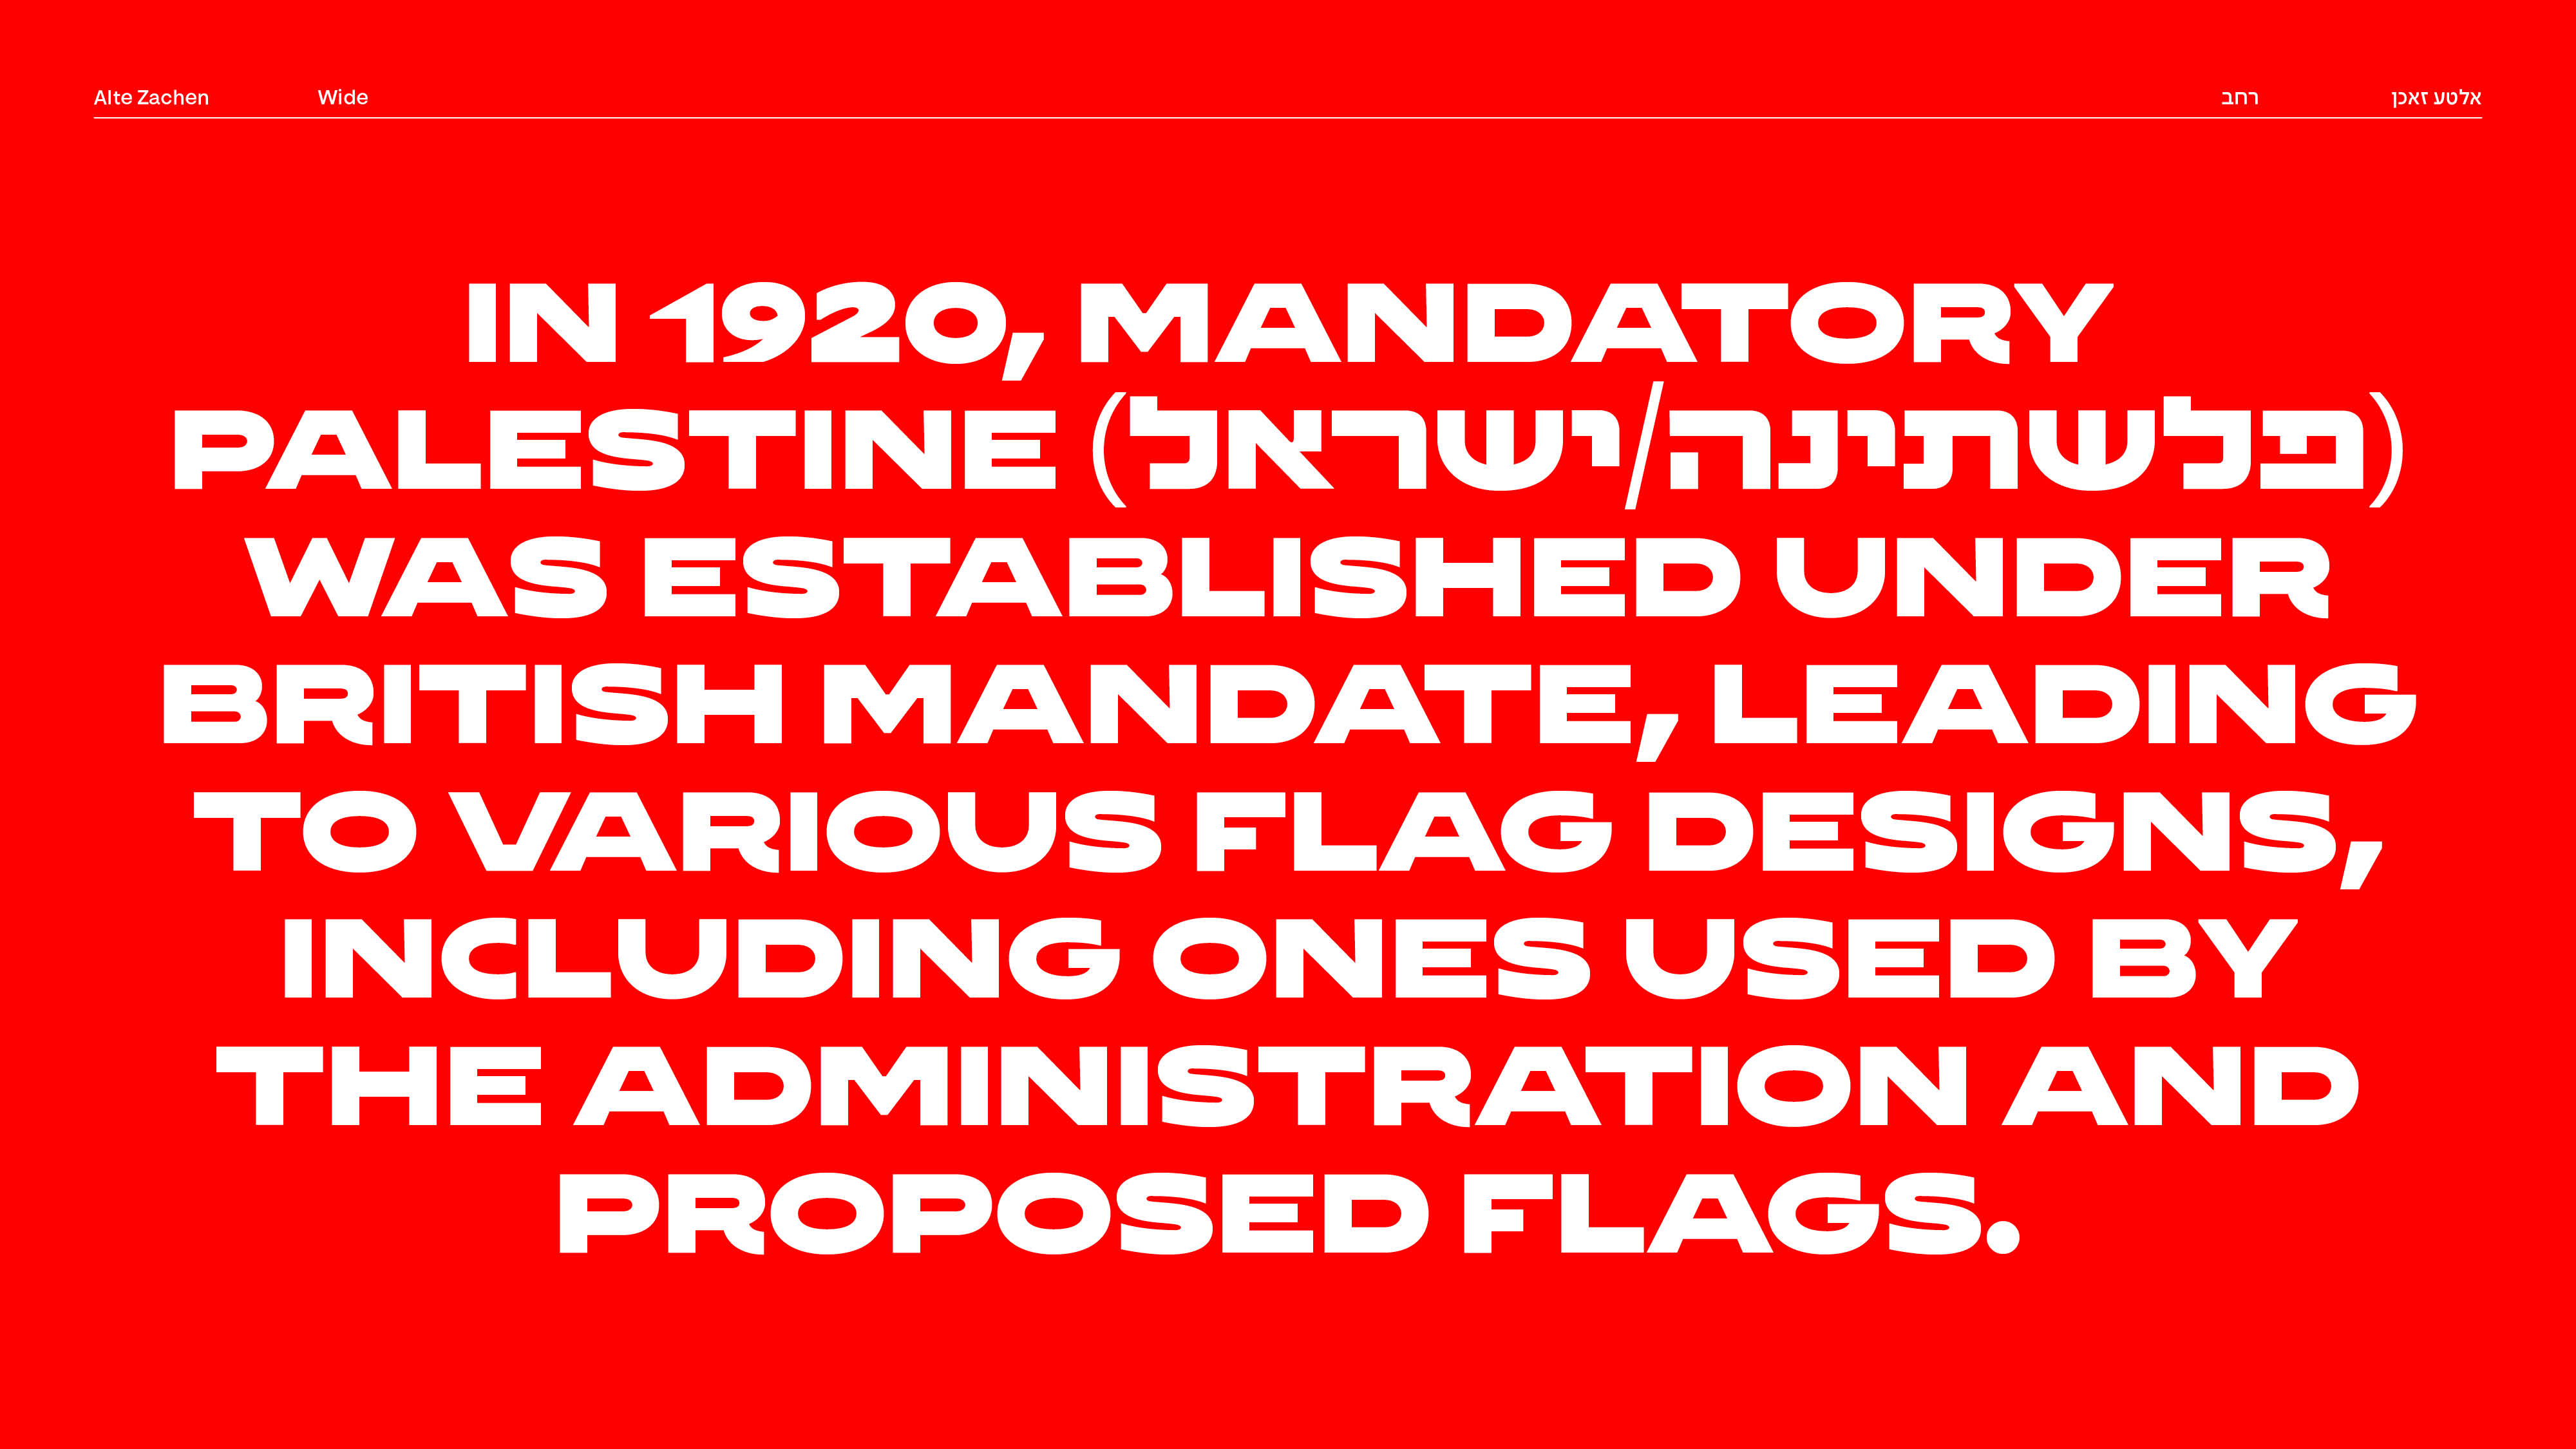 Alte Zachen Wide רחב אלטע זאכן
IN 1920, MANDATORY
PALESTINE (פלשתינה/ישראל)
WAS ESTABLISHED UNDER
BRITISH MANDATE, LEADING
TO VARIOUS FLAG DESIGNS,
INCLUDING ONES USED BY
THE ADMINISTRATION AND
PROPOSED FLAGS.